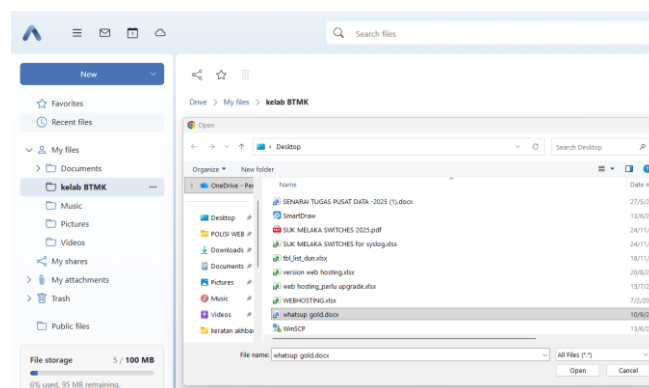 Search files
New
Favorites
Recent files
My files
Documents
kelab BTMK
Music
Pictures
Videos
My shares
My attachments
Trash
Public files
File storage 5 / 100 MB
6% used, 95 MB remaining.
Drive > My files > kelab BTMK
Open
Desktop
Search Desktop
Organize
New folder
OneDrive - Per
Desktop
POLISI WEB
Downloads
Documents
Pictures
Music
Videos
keratan akhba
Name
Date m
SENARAI TUGAS PUSAT DATA -2025 (1).docx 27/5/2
SmartDraw 13/6/2
SUK MELAKA SWITCHES 2025.pdf 24/11/
SUK MELAKA SWITCHES for syslog.xlsx 24/11/
tbl_list_dun.xlsx 18/11/
version web hosting.xlsx 20/8/2
web hosting_perlu upgrade.xlsx 13/7/2
WEBHOSTING.xlsx 7/2/20
whatsup gold.docx 10/9/2
WinSCP 13/6/2
File name: whatsup gold.docx
All Files (*.*)
Open
Cancel